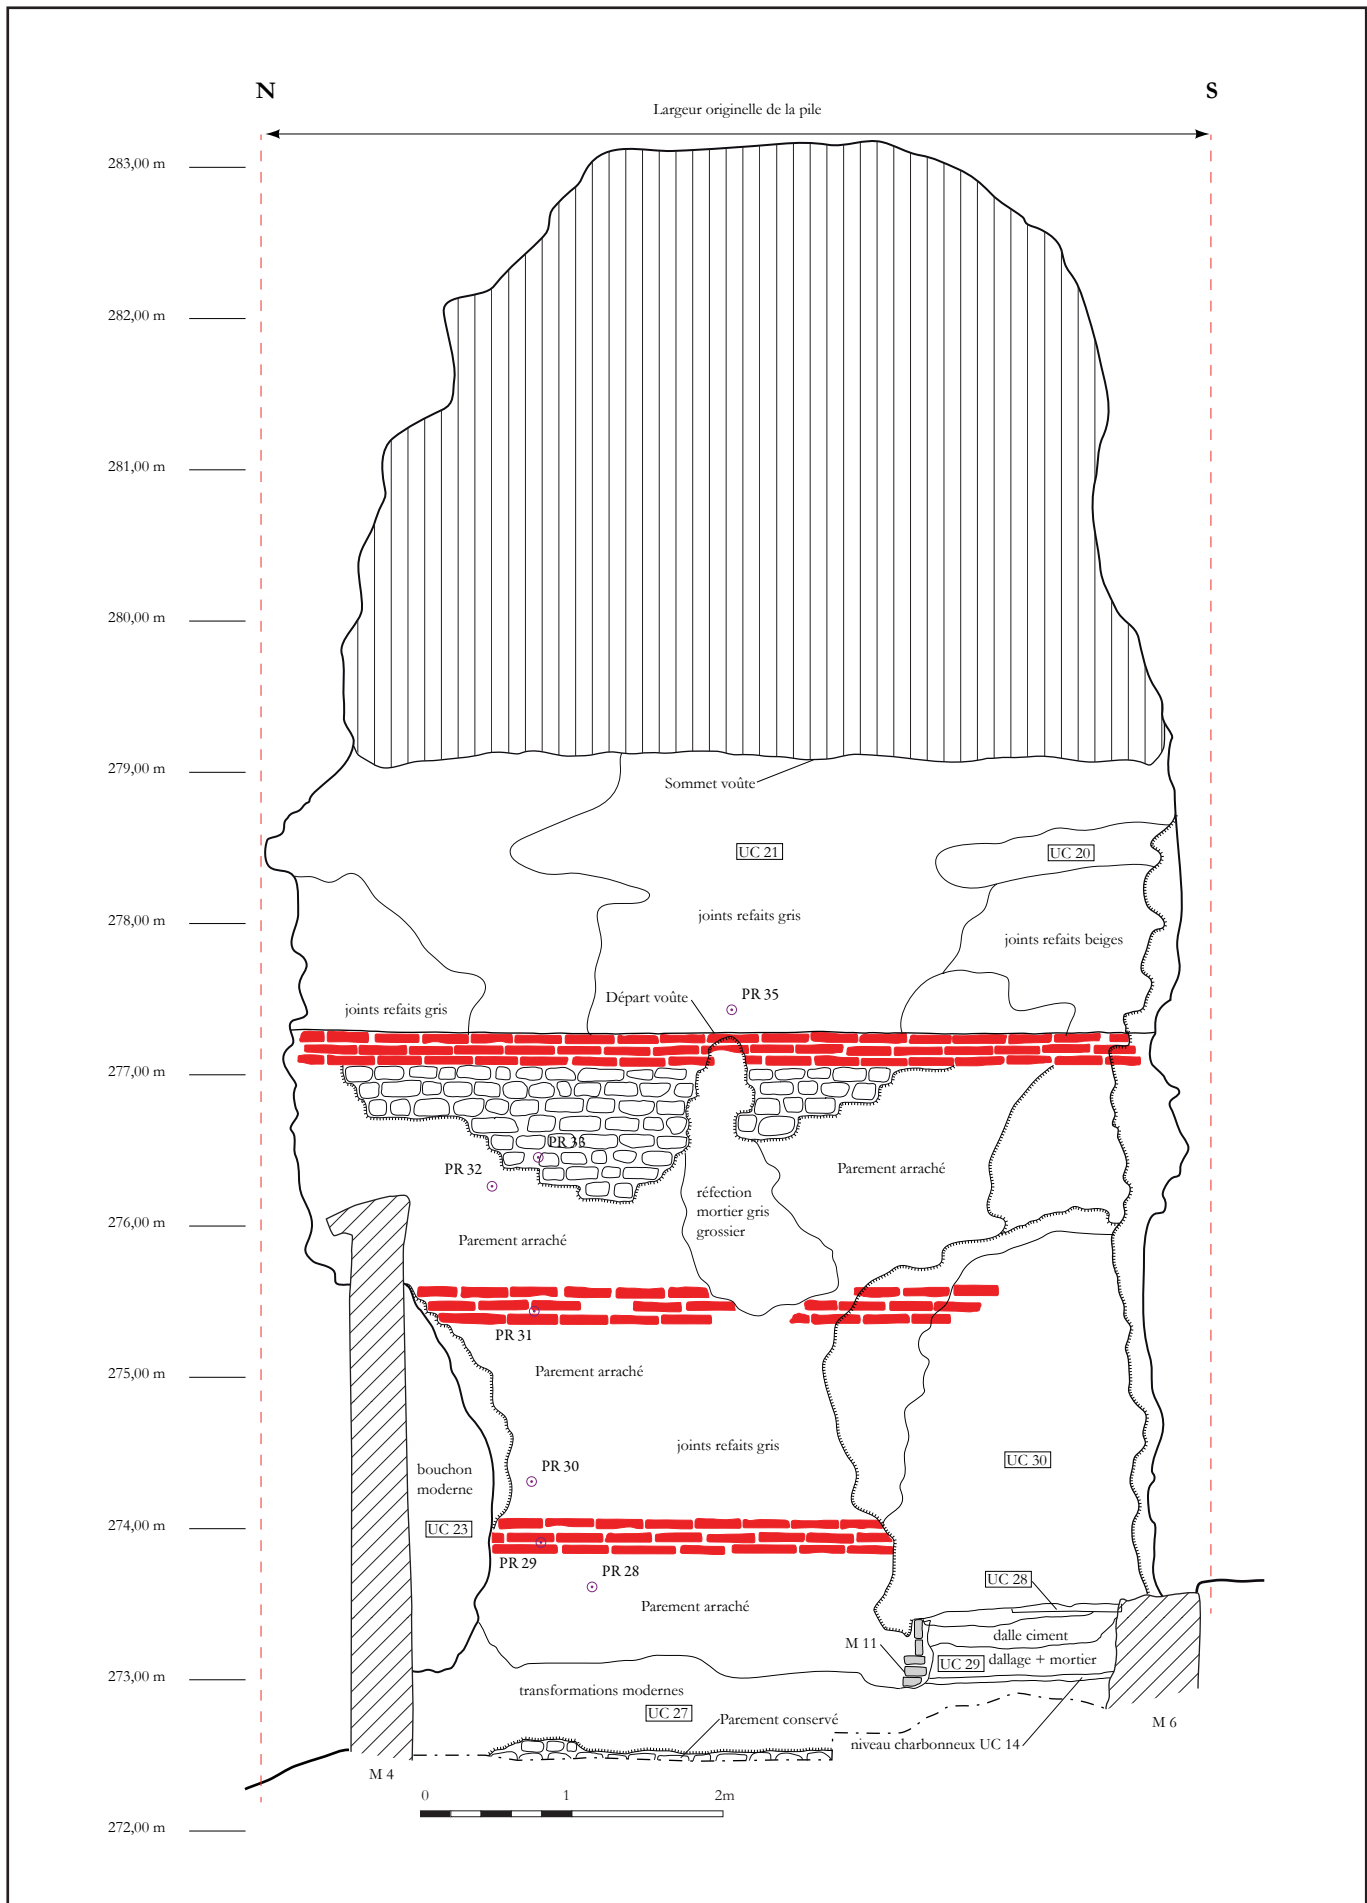 N
S
Largeur originelle de la pile
283,00 m
282,00 m
281,00 m
280,00 m
279,00 m
Sommet voûte
UC 21
UC 20
278,00 m
joints refaits gris
joints refaits beiges
PR 35
Départ voûte
joints refaits gris
277,00 m
PR 33
PR 32
Parement arraché
réfection
mortier gris
grossier
276,00 m
Parement arraché
PR 31
275,00 m
Parement arraché
joints refaits gris
UC 30
PR 30
bouchon
moderne
274,00 m
UC 23
PR 29
PR 28
UC 28
Parement arraché
dalle ciment
M 11
UC 29
dallage + mortier
273,00 m
transformations modernes
UC 27
Parement conservé
M 6
niveau charbonneux UC 14
M 4
0
1
2m
272,00 m